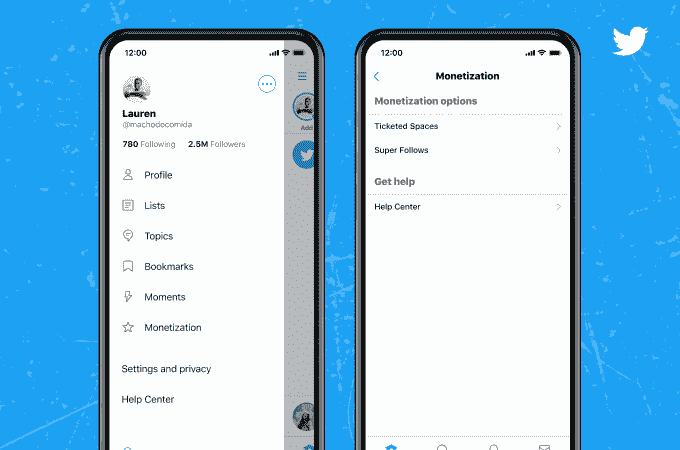 12:00
Lauren
@machodecomida
780 Following 2.5M Followers
Profile
Lists
Topics
Bookmarks
Moments
Monetization
Settings and privacy
Help Center
Add
12:00
Monetization
Monetization options
Ticketed Spaces
Super Follows
Get help
Help Center